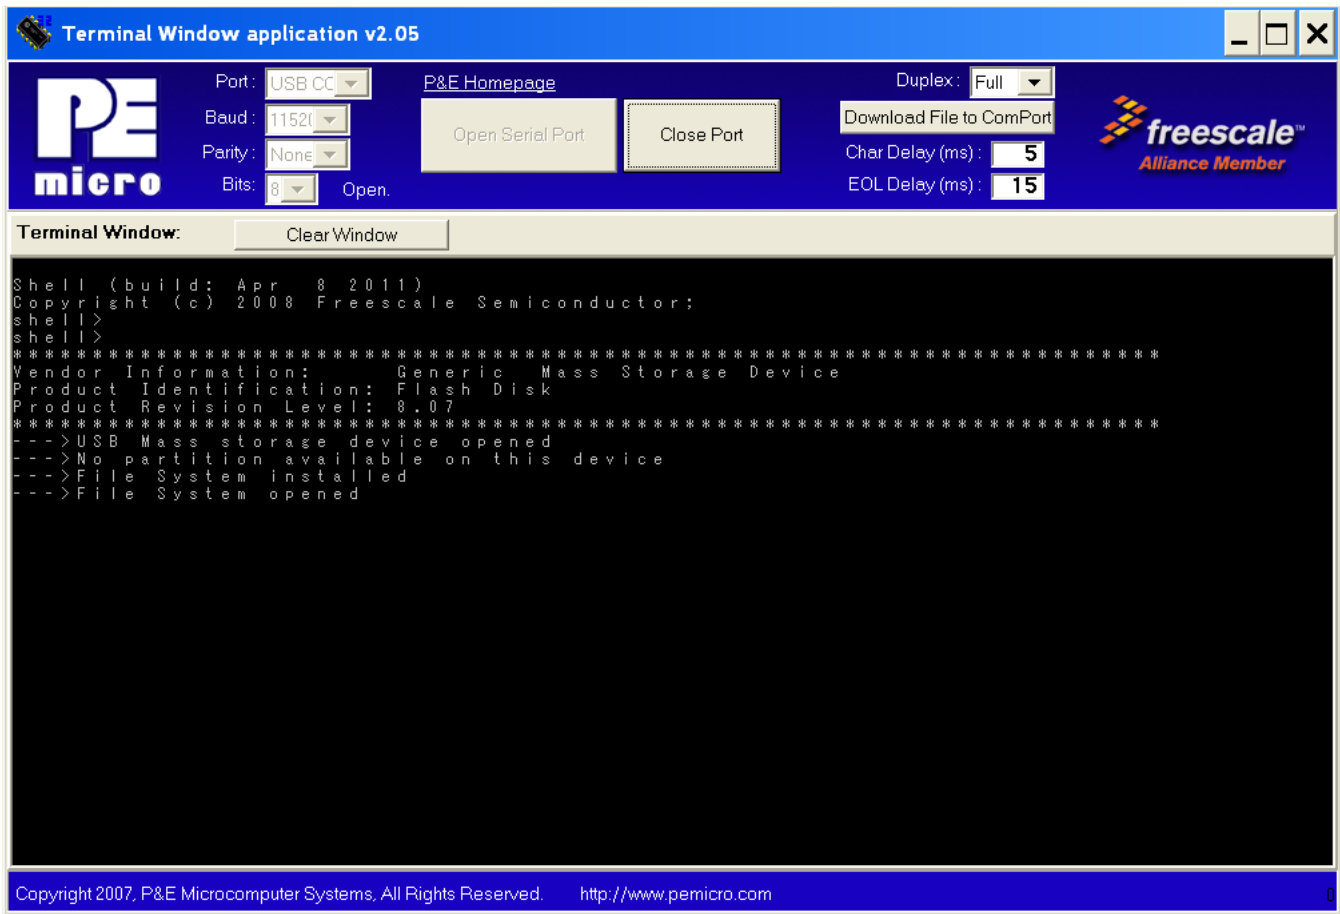 Terminal Window application v2.05
PE
micro
Port: USB CC
Baud: 11520
Parity: None
Bits: 8 Open.
P&E Homepage
Open Serial Port Close Port
Duplex: Full
Download File to ComPort
Char Delay (ms): 5
EOL Delay (ms): 15
freescale™
Alliance Member
Terminal Window: Clear Window
Shell (build: Apr 8 2011)
Copyright (c) 2008 Freescale Semiconductor;
shell>
shell>
************************************************************************
Vendor Information: Generic Mass Storage Device
Product Identification: Flash Disk
Product Revision Level: 8.07
************************************************************************
--->USB Mass storage device opened
--->No partition available on this device
--->File System installed
--->File System opened
Copyright 2007, P&E Microcomputer Systems, All Rights Reserved. http://www.pemicro.com